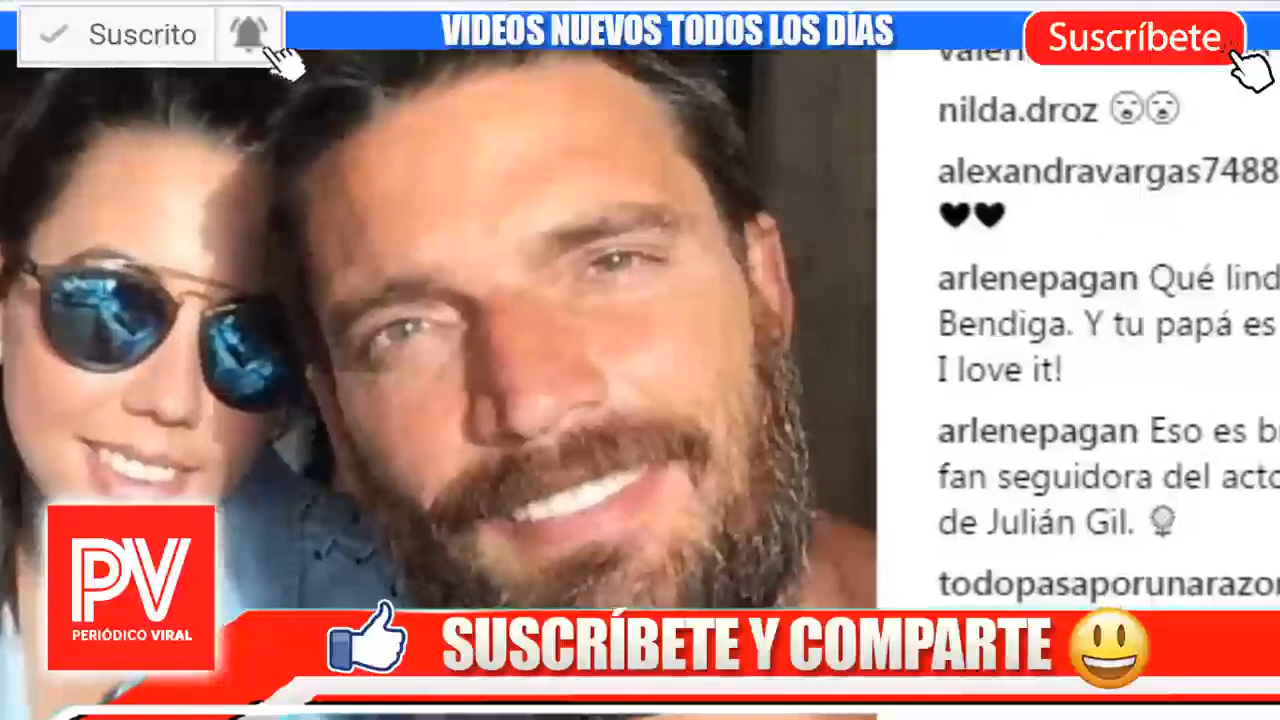 Suscrito
VIDEOS NUEVOS TODOS LOS DÍAS
Suscríbete
nilda.droz
alexandravargas7488
arlenepagan Qué lind
Bendiga. Y tu papá es
I love it!
arlenepagan Eso es
fan seguidora del acto
de Julián Gil.
todopasaporunarazon
PV
PERIÓDICO VIRAL
SUSCRÍBETE Y COMPARTE